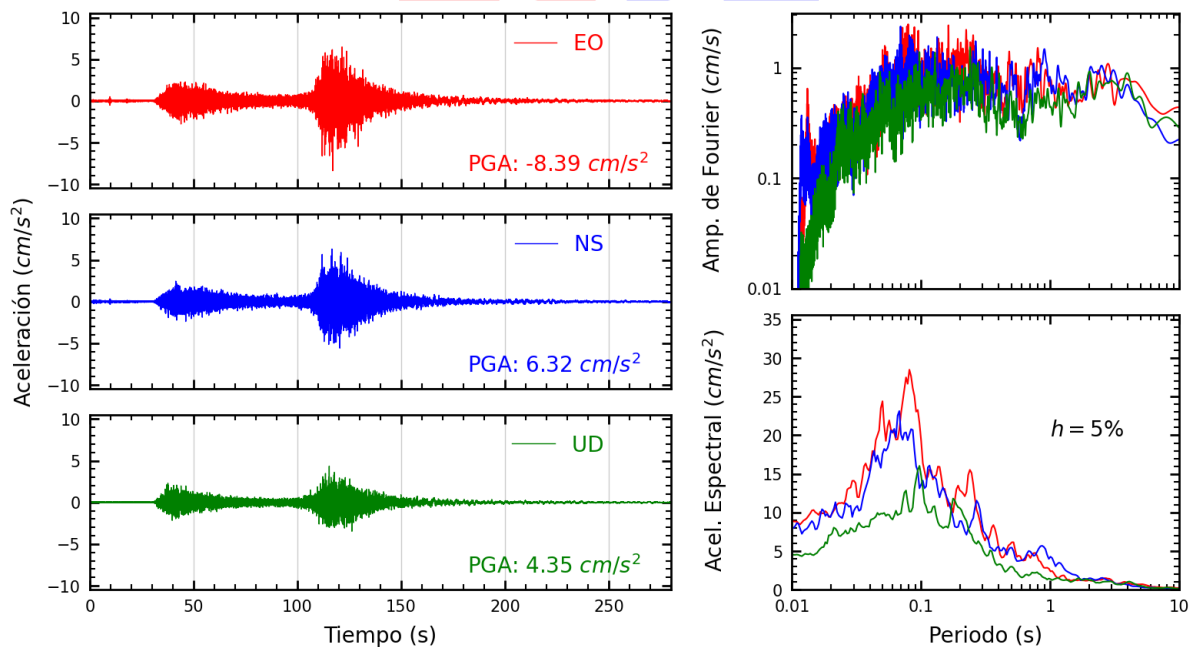 Aceleración (cm/s²)
10
5
0
−5
−10
EO
PGA: -8.39 cm/s²
10
5
0
−5
−10
NS
PGA: 6.32 cm/s²
10
5
0
−5
−10
UD
PGA: 4.35 cm/s²
0 50 100 150 200 250
Tiempo (s)
Amp. de Fourier (cm/s)
1
0.1
0.01
Acel. Espectral (cm/s²)
35
30
25
20
15
10
5
0
h = 5%
0.01 0.1 1 10
Periodo (s)